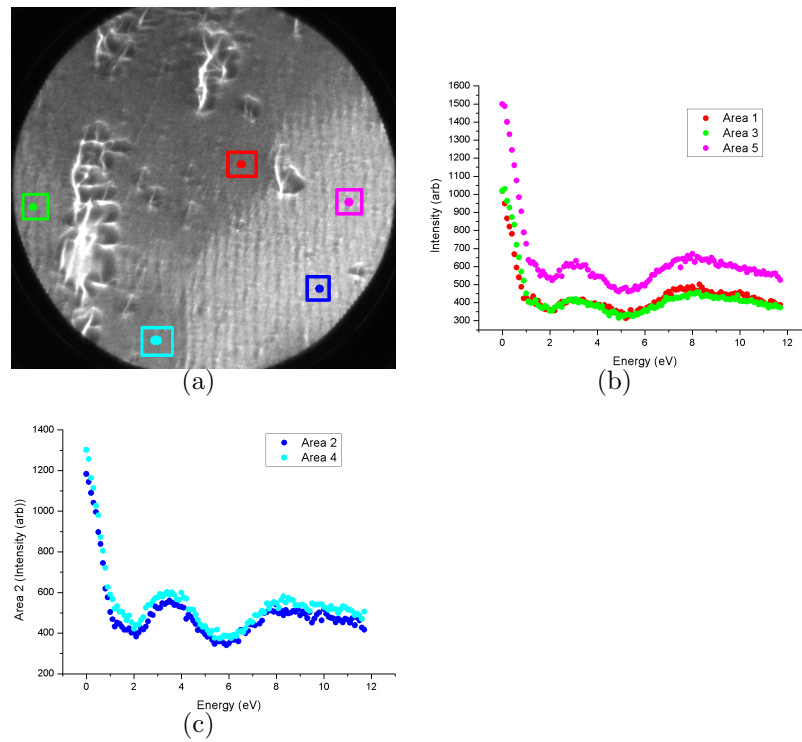 1600
1500
1400
1300
1200
1100
1000
900
800
700
600
500
400
300
0 2 4 6 8 10 12
Intensity (arb)
Energy (eV)
Area 1
Area 3
Area 5
(a)
(b)
1400
1200
1000
800
600
400
200
0 2 4 6 8 10 12
Area 2 (Intensity (arb))
Energy (eV)
Area 2
Area 4
(c)